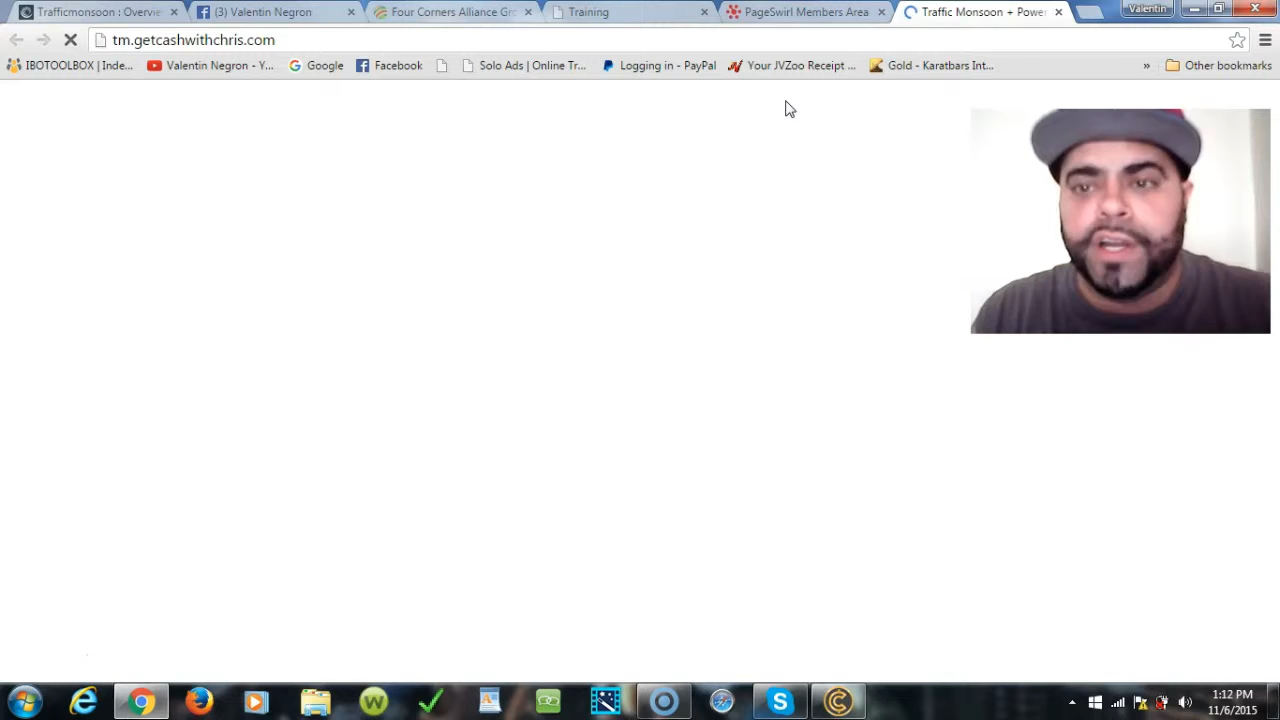 Trafficmonsoon : Overvie
(3) Valentin Negron
Four Corners Alliance Gro
Training
PageSwirl Members Area
Traffic Monsoon + Power
Valentin
tm.getcashwithchris.com
IBOTOOLBOX | Inde...
Valentin Negron - Y...
Google
Facebook
Solo Ads | Online Tr...
Logging in - PayPal
Your JVZoo Receipt ...
Gold - Karatbars Int...
»
Other bookmarks
1:12 PM
11/6/2015